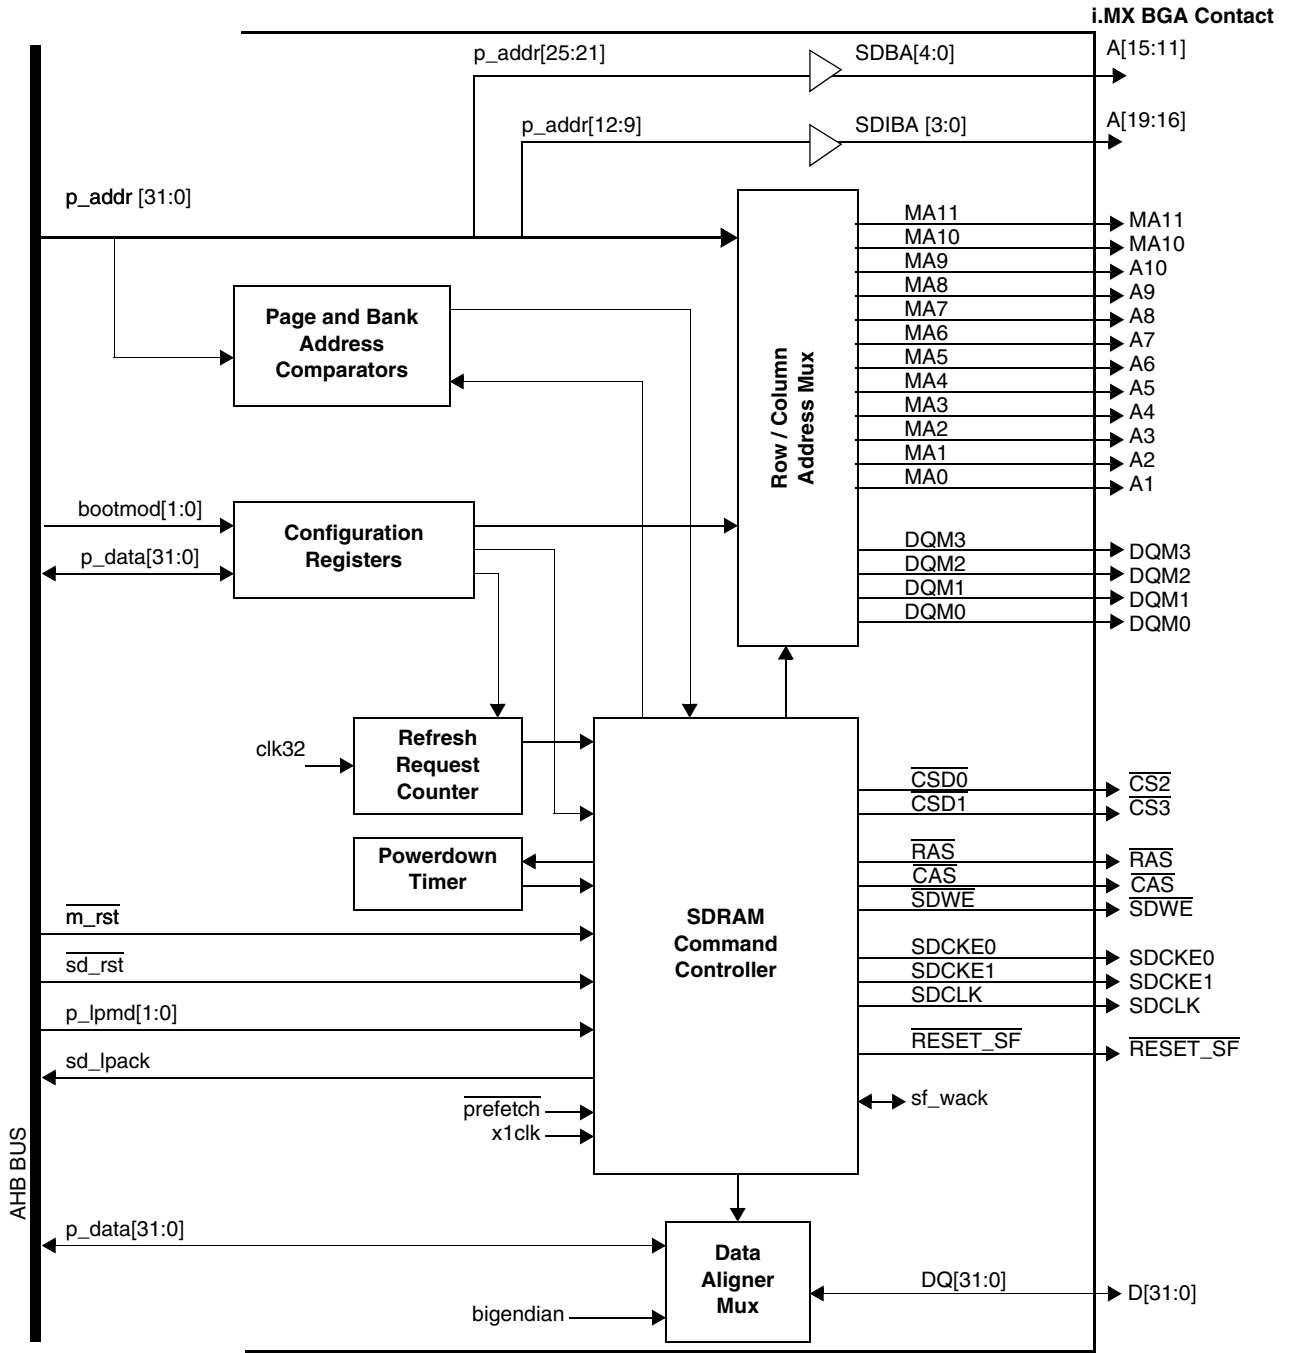 i.MX BGA Contact
p_addr[25:21]
SDBA[4:0]
A[15:11]
p_addr[12:9]
SDIBA [3:0]
A[19:16]
p_addr [31:0]
MA11
MA11
MA10
MA10
MA9
A10
MA8
A9
MA7
A8
MA6
A7
MA5
A6
MA4
A5
MA3
A4
MA2
A3
MA1
A2
MA0
A1
Page and Bank
Address
Comparators
Row / Column
Address Mux
bootmod[1:0]
p_data[31:0]
Configuration
Registers
DQM3
DQM3
DQM2
DQM2
DQM1
DQM1
DQM0
DQM0
clk32
Refresh
Request
Counter
Powerdown
Timer
CSD0
CS2
CSD1
CS3
RAS
RAS
CAS
CAS
SDWE
SDWE
m_rst
sd_rst
p_lpmd[1:0]
sd_lpack
SDRAM
Command
Controller
SDCKE0
SDCKE0
SDCKE1
SDCKE1
SDCLK
SDCLK
RESET_SF
RESET_SF
prefetch
x1clk
sf_wack
AHB BUS
p_data[31:0]
Data
Aligner
Mux
bigendian
DQ[31:0]
D[31:0]